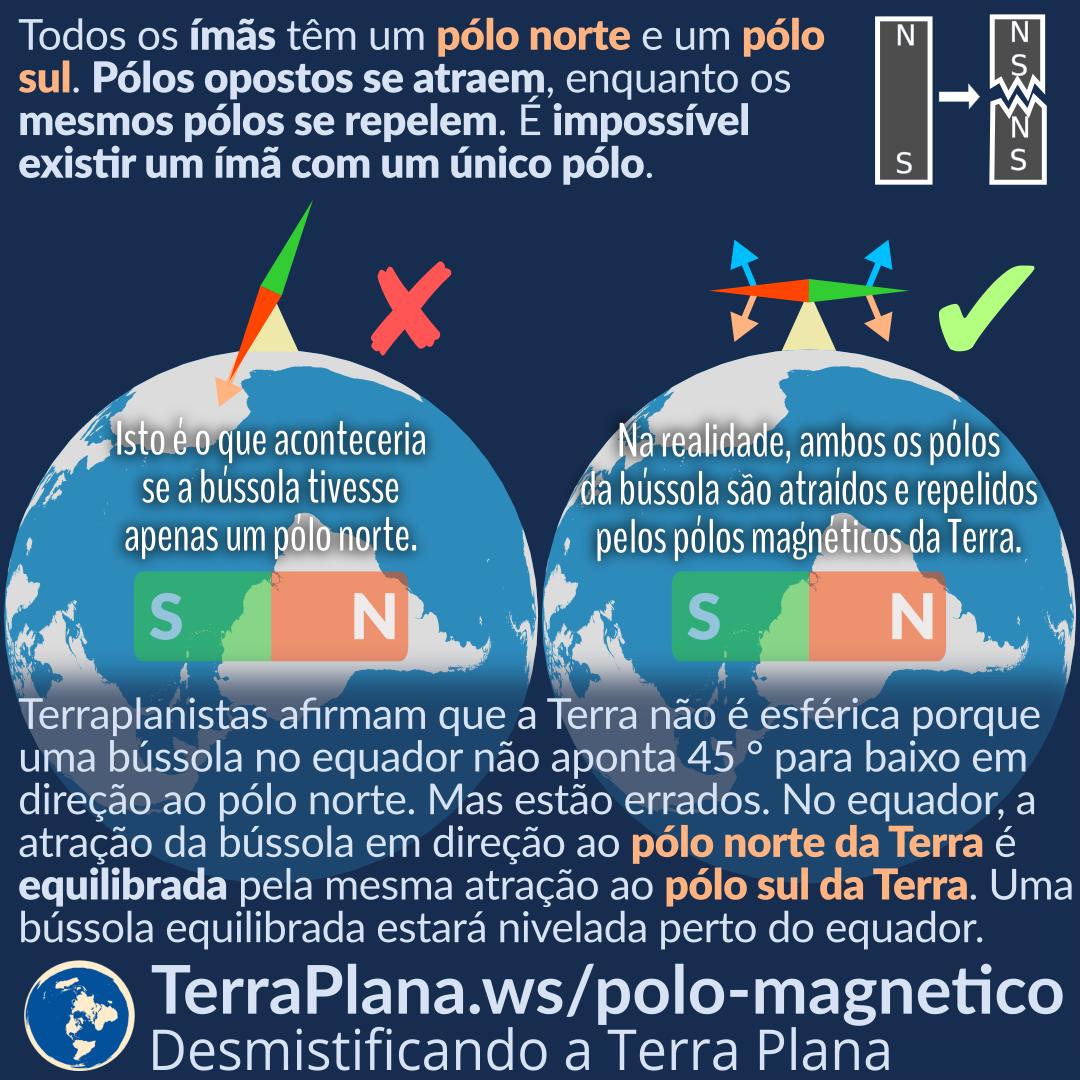 Todos os ímãs têm um pólo norte e um pólo
sul. Pólos opostos se atraem, enquanto os
mesmos pólos se repelem. É impossível
existir um ímã com um único pólo.
N
S
N
S
N
S
Isto é o que aconteceria
se a bússola tivesse
apenas um pólo norte.
S N
Na realidade, ambos os pólos
da bússola são atraídos e repelidos
pelos pólos magnéticos da Terra.
S N
Terraplanistas afirmam que a Terra não é esférica porque
uma bússola no equador não aponta 45 ° para baixo em
direção ao pólo norte. Mas estão errados. No equador, a
atração da bússola em direção ao pólo norte da Terra é
equilibrada pela mesma atração ao pólo sul da Terra. Uma
bússola equilibrada estará nivelada perto do equador.
TerraPlana.ws/polo-magnetico
Desmistificando a Terra Plana